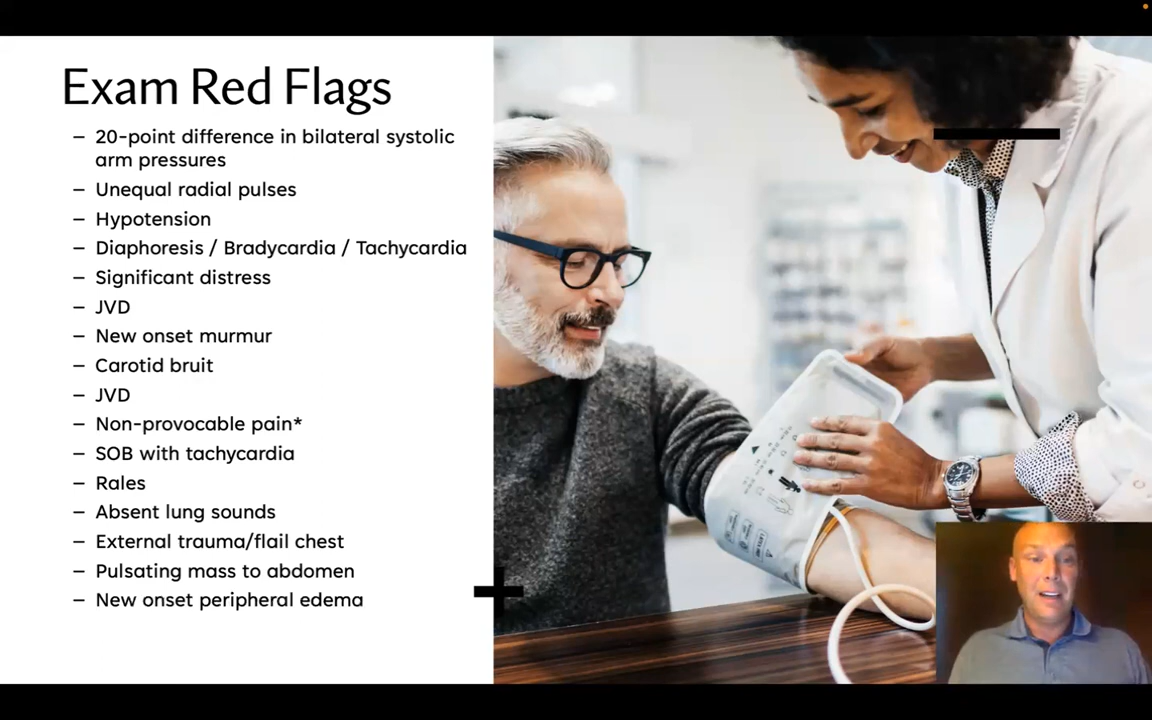 Exam Red Flags
– 20-point difference in bilateral systolic
arm pressures
– Unequal radial pulses
– Hypotension
– Diaphoresis / Bradycardia / Tachycardia
– Significant distress
– JVD
– New onset murmur
– Carotid bruit
– JVD
– Non-provocable pain*
– SOB with tachycardia
– Rales
– Absent lung sounds
– External trauma/flail chest
– Pulsating mass to abdomen
– New onset peripheral edema